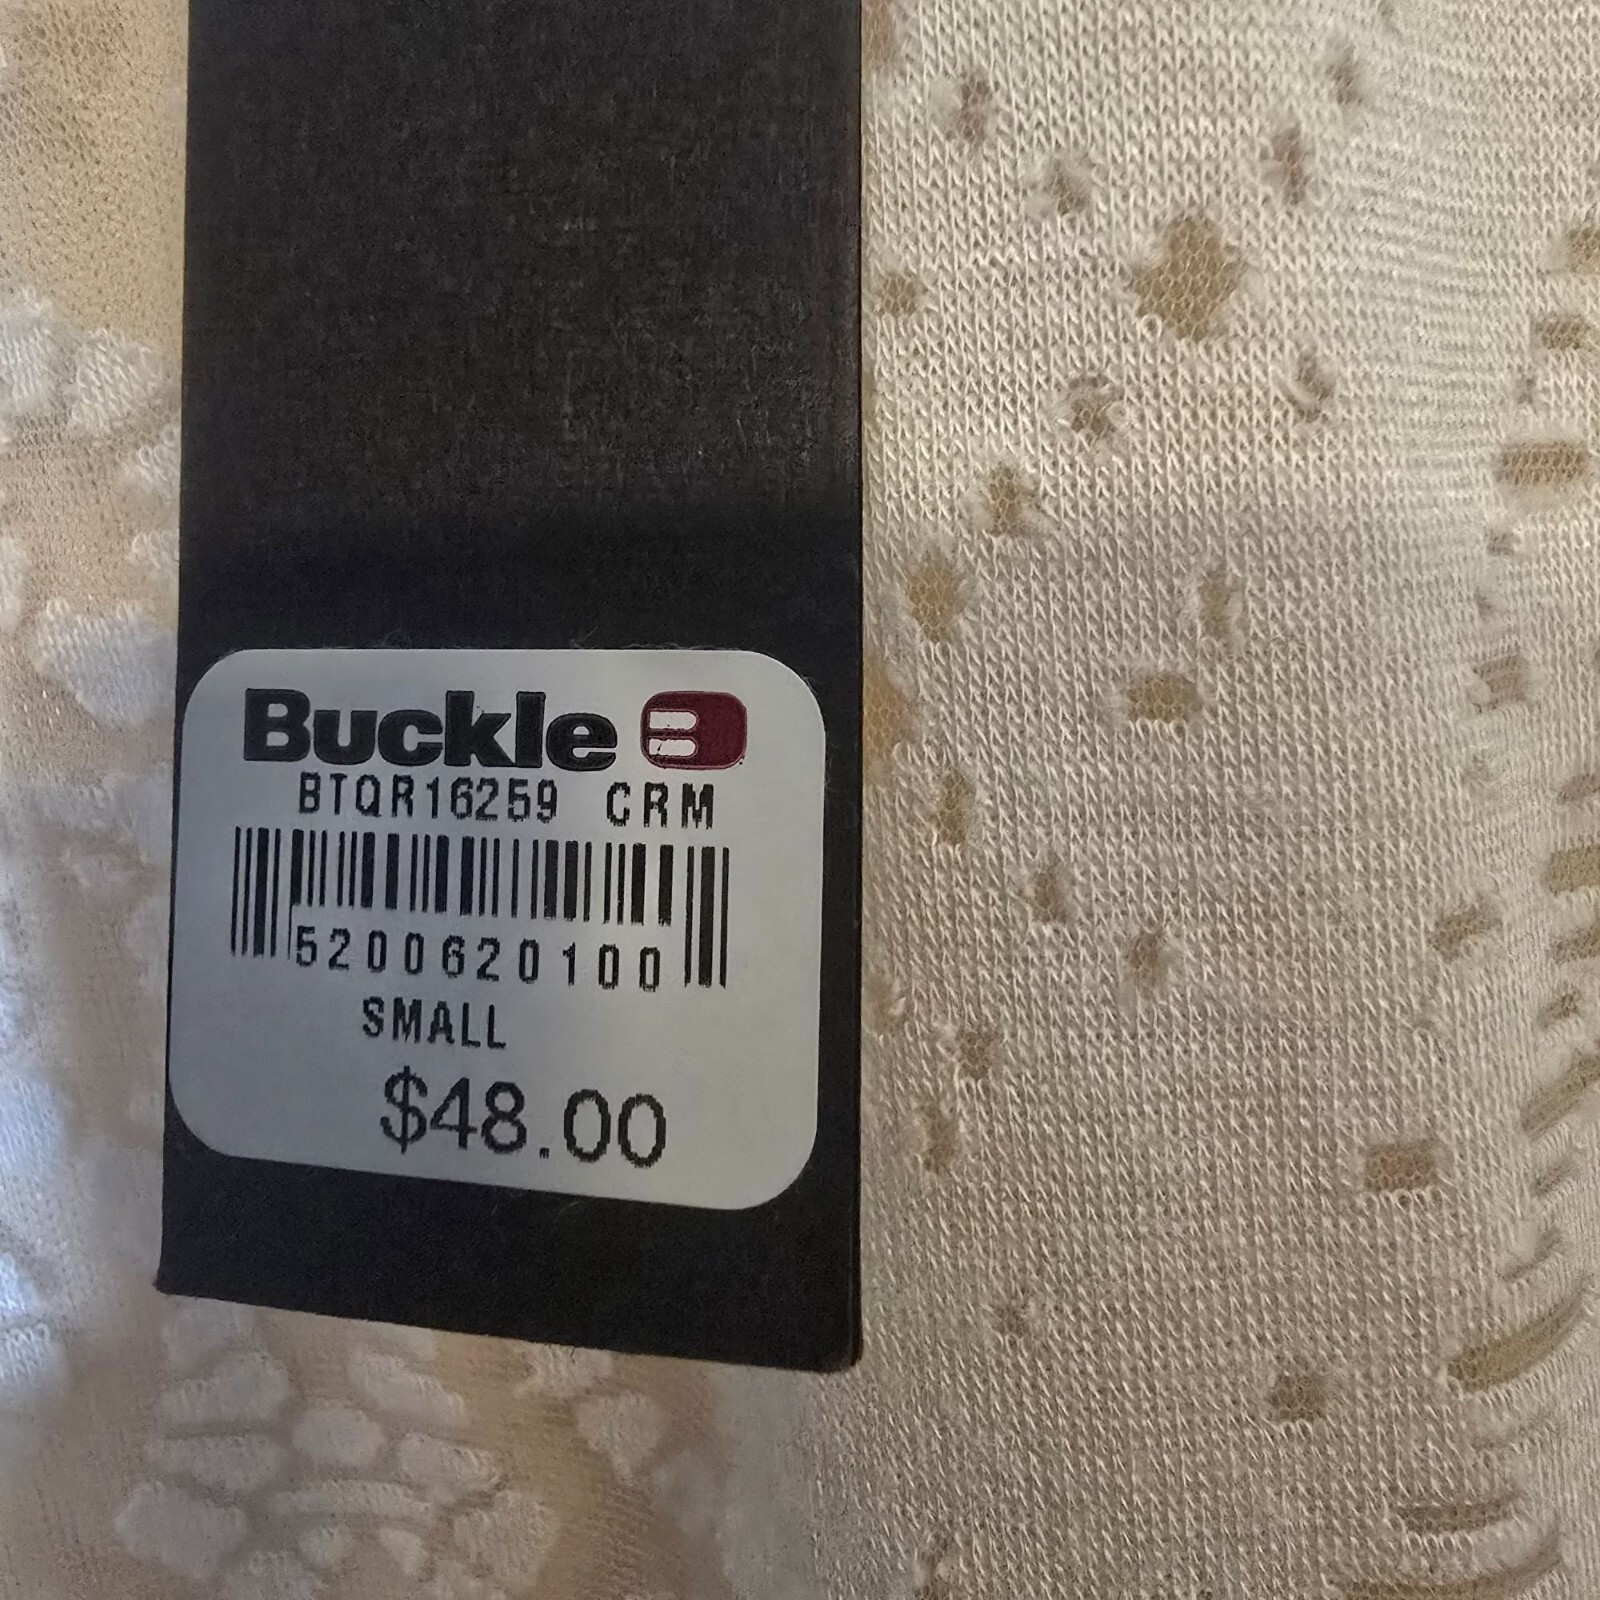 Buckle B
BTQR16259 CRM
5200620100
SMALL
$48.00